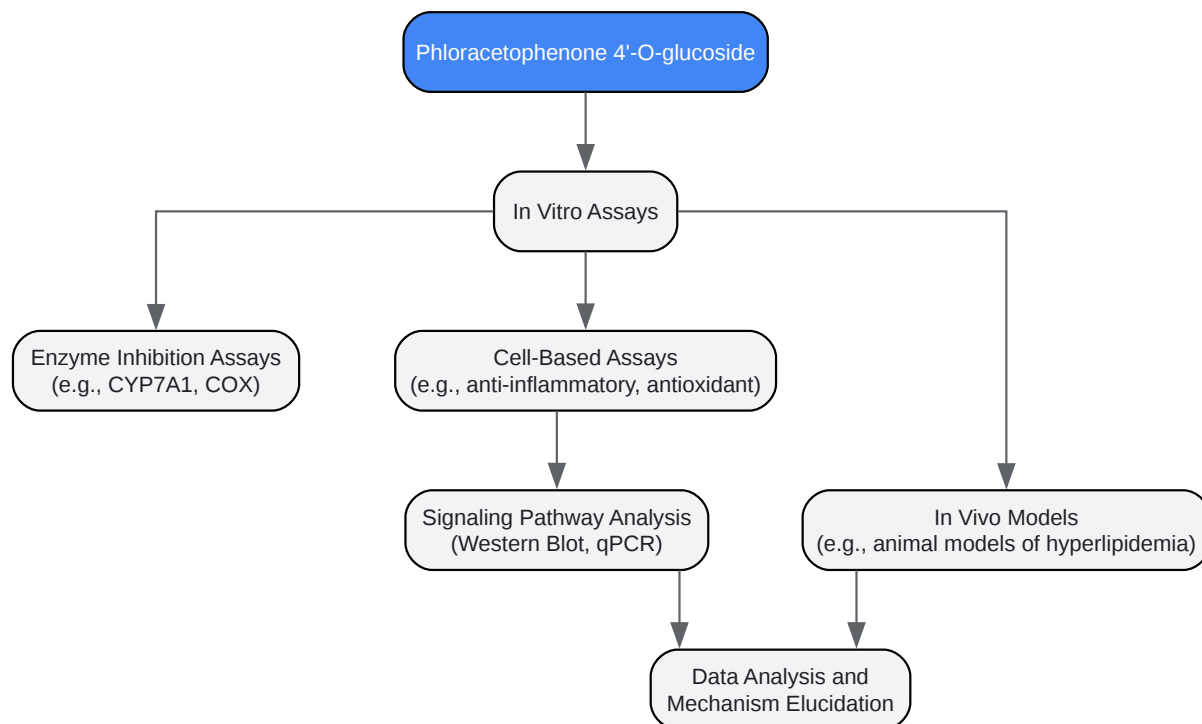 Phloracetophenone 4'-O-glucoside
In Vitro Assays
Enzyme Inhibition Assays
(e.g., CYP7A1, COX)
Cell-Based Assays
(e.g., anti-inflammatory, antioxidant)
Signaling Pathway Analysis
(Western Blot, qPCR)
In Vivo Models
(e.g., animal models of hyperlipidemia)
Data Analysis and
Mechanism Elucidation